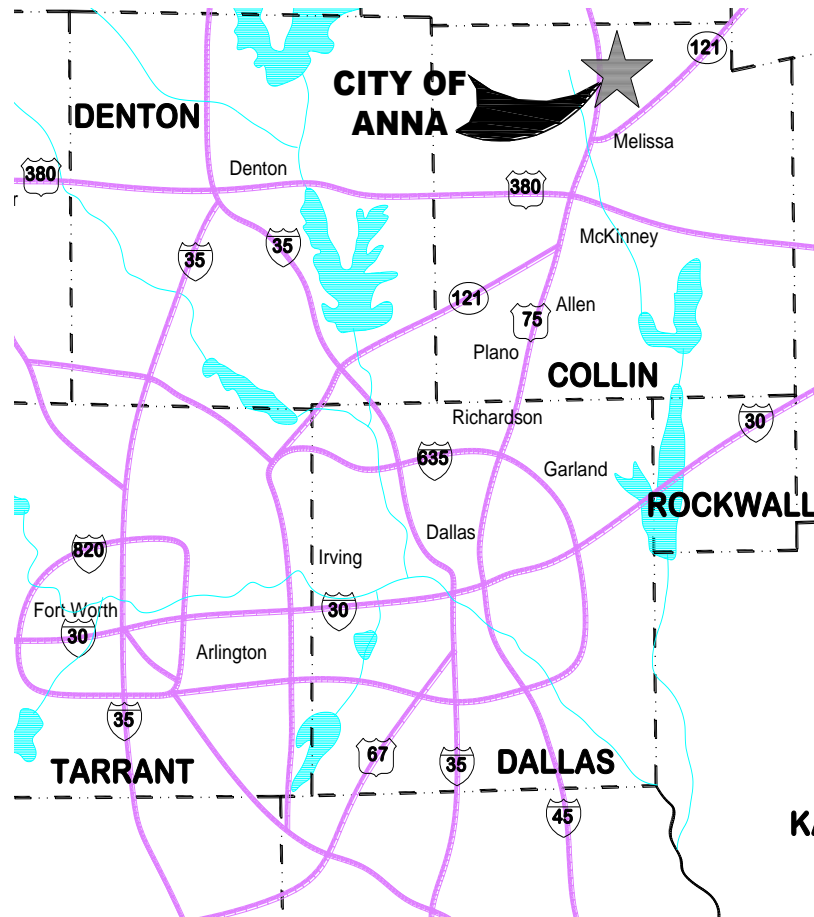 121
CITY OF
ANNA
DENTON
Melissa
Denton
380
380
McKinney
35
35
121
Allen
75
Plano
COLLIN
Richardson
30
635
Garland
ROCKWALL
Dallas
820
Irving
Fort Worth
30
30
Arlington
35
67
35
DALLAS
TARRANT
45
KA